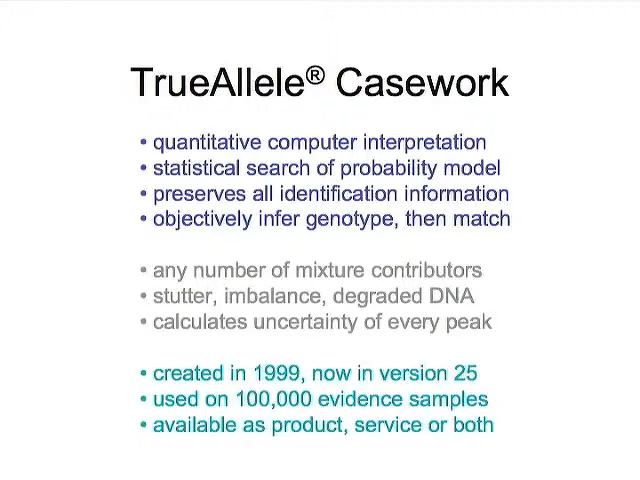 TrueAllele® Casework
• quantitative computer interpretation
• statistical search of probability model
• preserves all identification information
• objectively infer genotype, then match
• any number of mixture contributors
• stutter, imbalance, degraded DNA
• calculates uncertainty of every peak
• created in 1999, now in version 25
• used on 100,000 evidence samples
• available as product, service or both